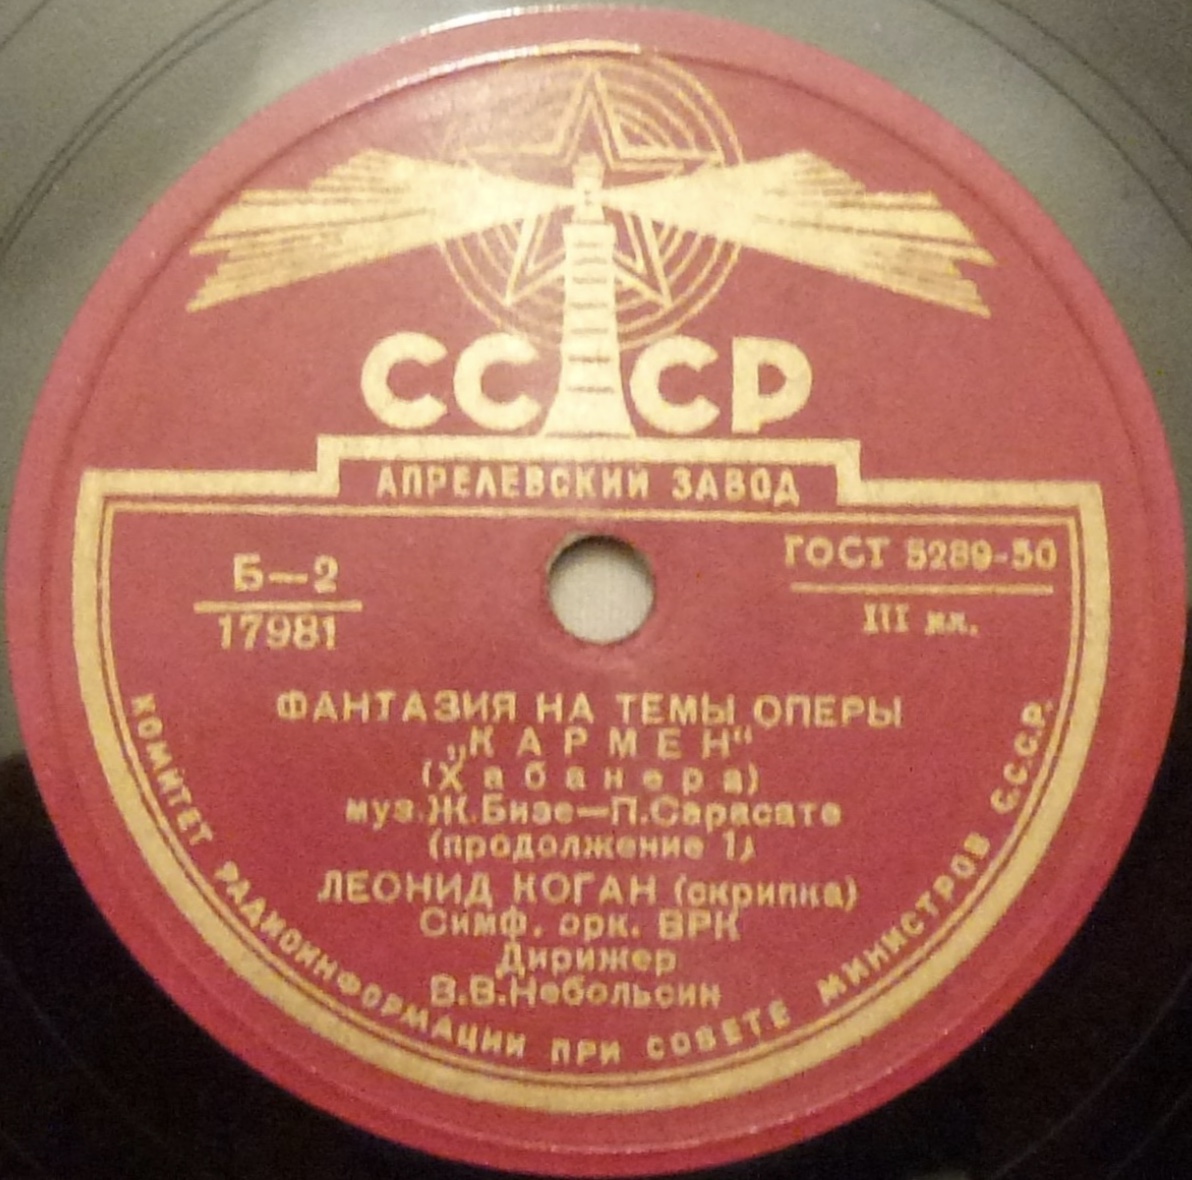 СССР
АПРЕЛЕВСКИЙ ЗАВОД
Б—2
17981
ГОСТ 5289-50
III кл.
ФАНТАЗИЯ НА ТЕМЫ ОПЕРЫ
„КАРМЕН“
(Хабанера)
муз. Ж. Бизе—П. Сарасате
(продолжение 1)
ЛЕОНИД КОГАН (скрипка)
Симф. орк. ВРК
Дирижер
В. В. Небольсин
КОМИТЕТ РАДИОИНФОРМАЦИИ ПРИ СОВЕТЕ МИНИСТРОВ С.С.С.Р.